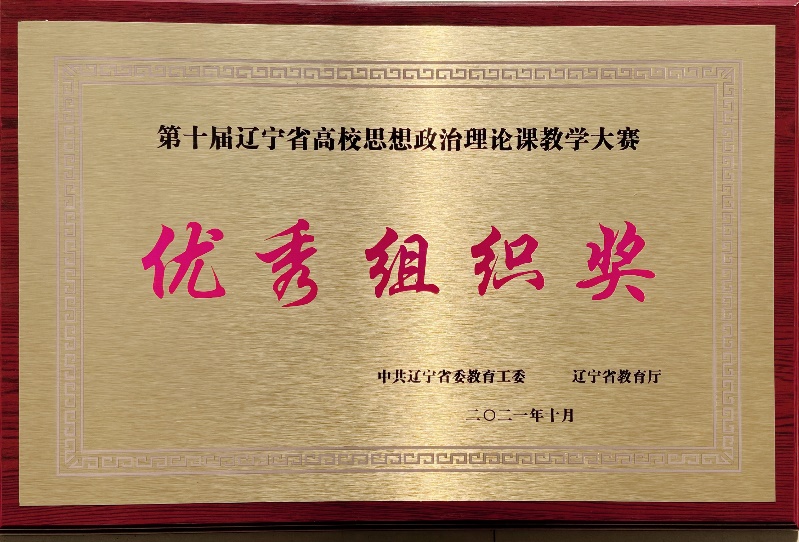 第十届辽宁省高校思想政治理论课教学大赛
优秀组织奖
中共辽宁省委教育工委 辽宁省教育厅
二〇二一年十月